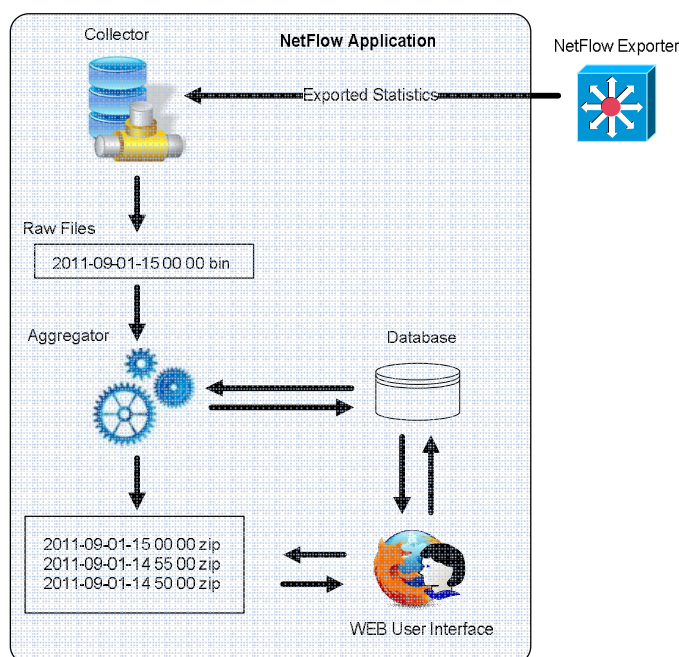 Collector
NetFlow Application
NetFlow Exporter
Exported Statistics
Raw Files
2011-09-01-15 00 00 bin
Aggregator
Database
2011-09-01-15 00 00 zip
2011-09-01-14 55 00 zip
2011-09-01-14 50 00 zip
WEB User Interface